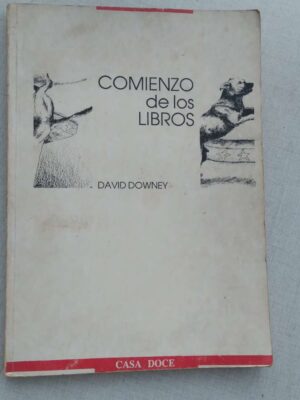 COMIENZO
de los
LIBROS
DAVID DOWNEY
CASA DOCE